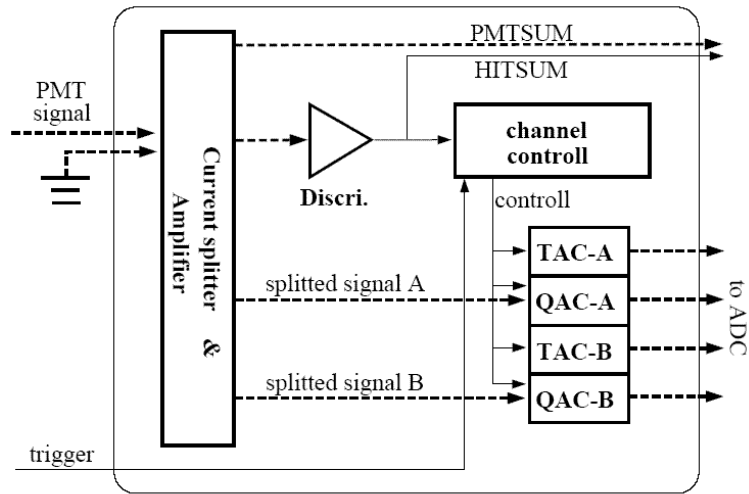 PMTSUM
HITSUM
PMT
signal
channel
controll
Current splitter &
Amplifier
Discri.
controll
TAC-A
splitted signal A
QAC-A
to ADC
TAC-B
splitted signal B
QAC-B
trigger